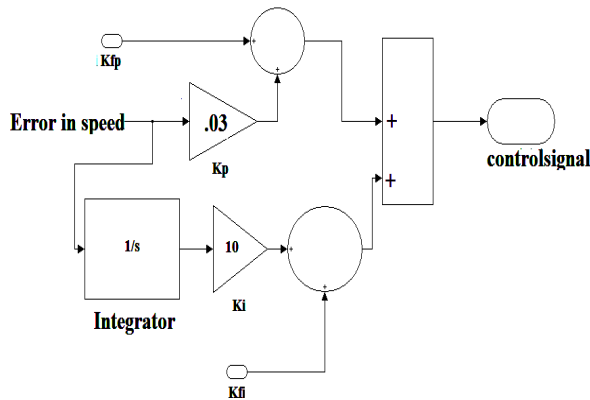 Kfp
+
+
Error in speed
.03
Kp
+
+
controlsignal
1/s
10
+
+
Ki
Integrator
Kfi